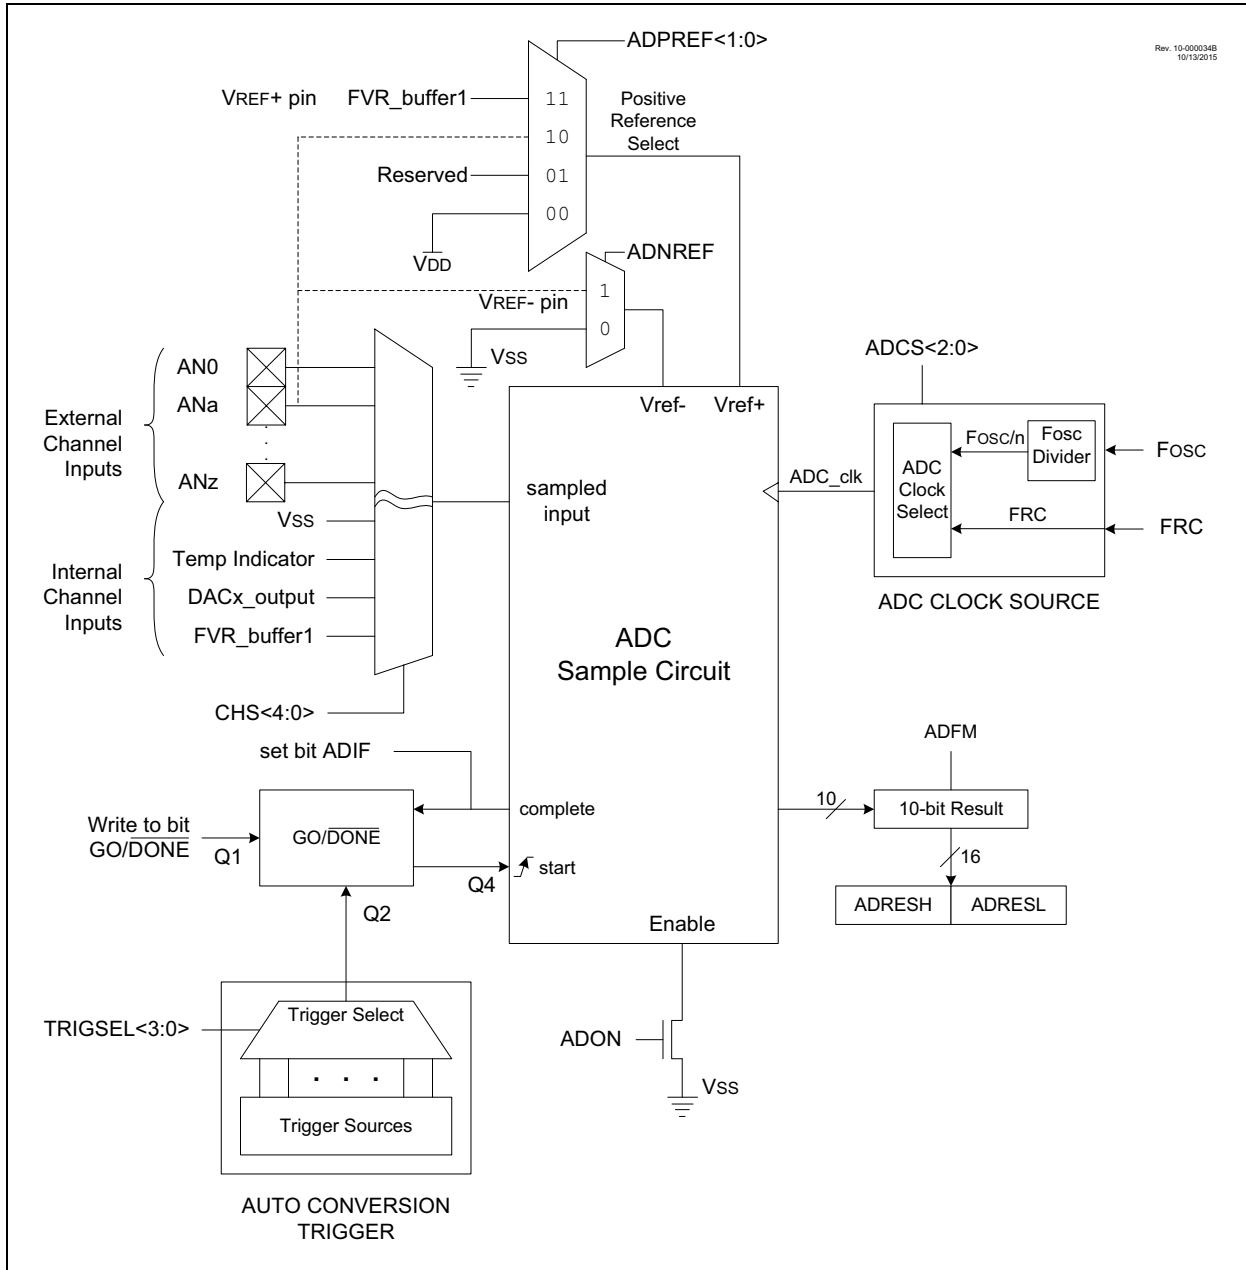 Rev. 10-000034B
10/13/2015
ADPREF<1:0>
VREF+ pin
FVR_buffer1
11
Positive
Reference
Select
10
Reserved
01
00
VDD
ADNREF
VREF- pin
1
0
VSS
ADCS<2:0>
AN0
ANa
.
.
.
ANz
External
Channel
Inputs
Vref-
Vref+
FOSC/n
Fosc
Divider
FOSC
ADC
Clock
Select
ADC_clk
FRC
FRC
ADC CLOCK SOURCE
sampled
input
VSS
Temp Indicator
DACx_output
FVR_buffer1
Internal
Channel
Inputs
ADC
Sample Circuit
CHS<4:0>
set bit ADIF
ADFM
complete
10
10-bit Result
Write to bit
GO/DONE
Q1
GO/DONE
Q4
start
16
ADRESH
ADRESL
Q2
Enable
TRIGSEL<3:0>
Trigger Select
ADON
. . .
VSS
Trigger Sources
AUTO CONVERSION
TRIGGER